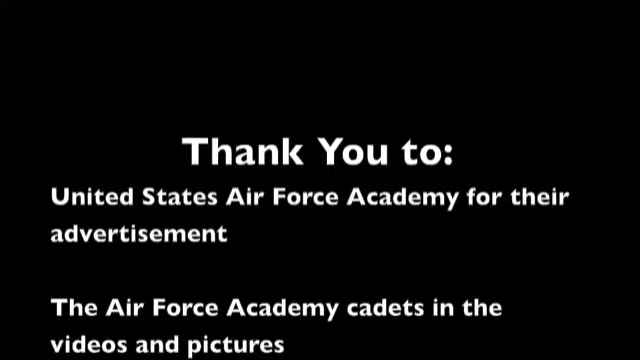 Thank You to:
United States Air Force Academy for their
advertisement
The Air Force Academy cadets in the
videos and pictures